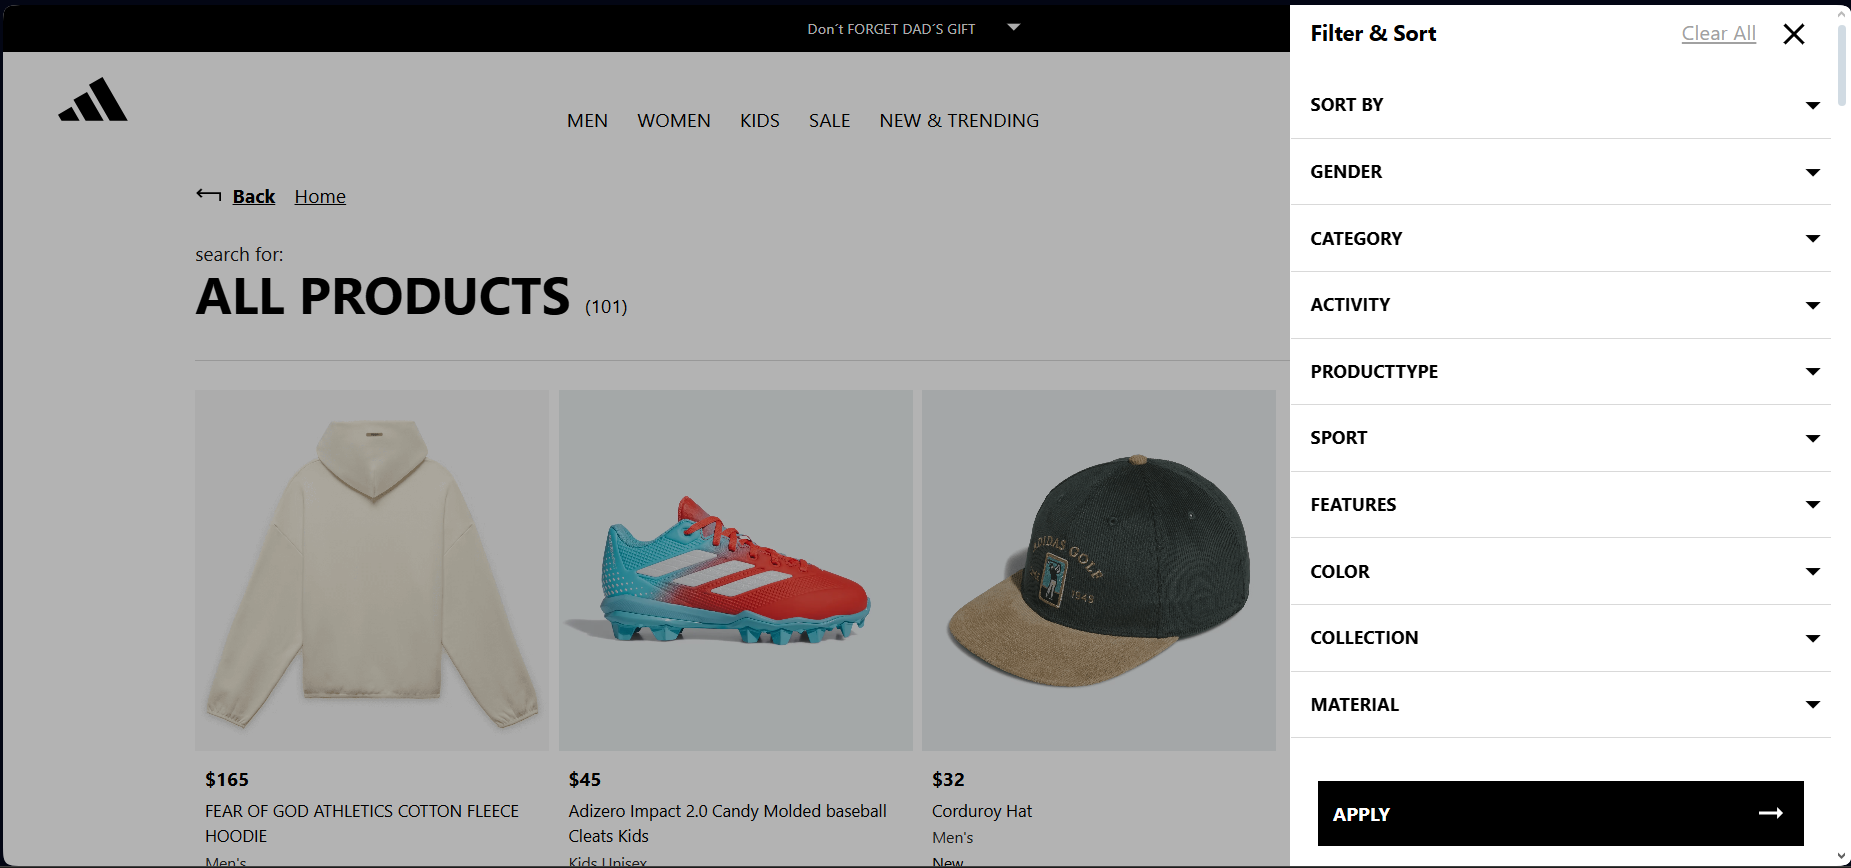 Don´t FORGET DAD´S GIFT
MEN WOMEN KIDS SALE NEW & TRENDING
Back Home
search for:
ALL PRODUCTS (101)
ADIDAS GOLF
1949
$165
FEAR OF GOD ATHLETICS COTTON FLEECE
HOODIE
Men's
$45
Adizero Impact 2.0 Candy Molded baseball
Cleats Kids
Kids Unisex
$32
Corduroy Hat
Men's
New
Filter & Sort
Clear All
SORT BY
GENDER
CATEGORY
ACTIVITY
PRODUCTTYPE
SPORT
FEATURES
COLOR
COLLECTION
MATERIAL
APPLY